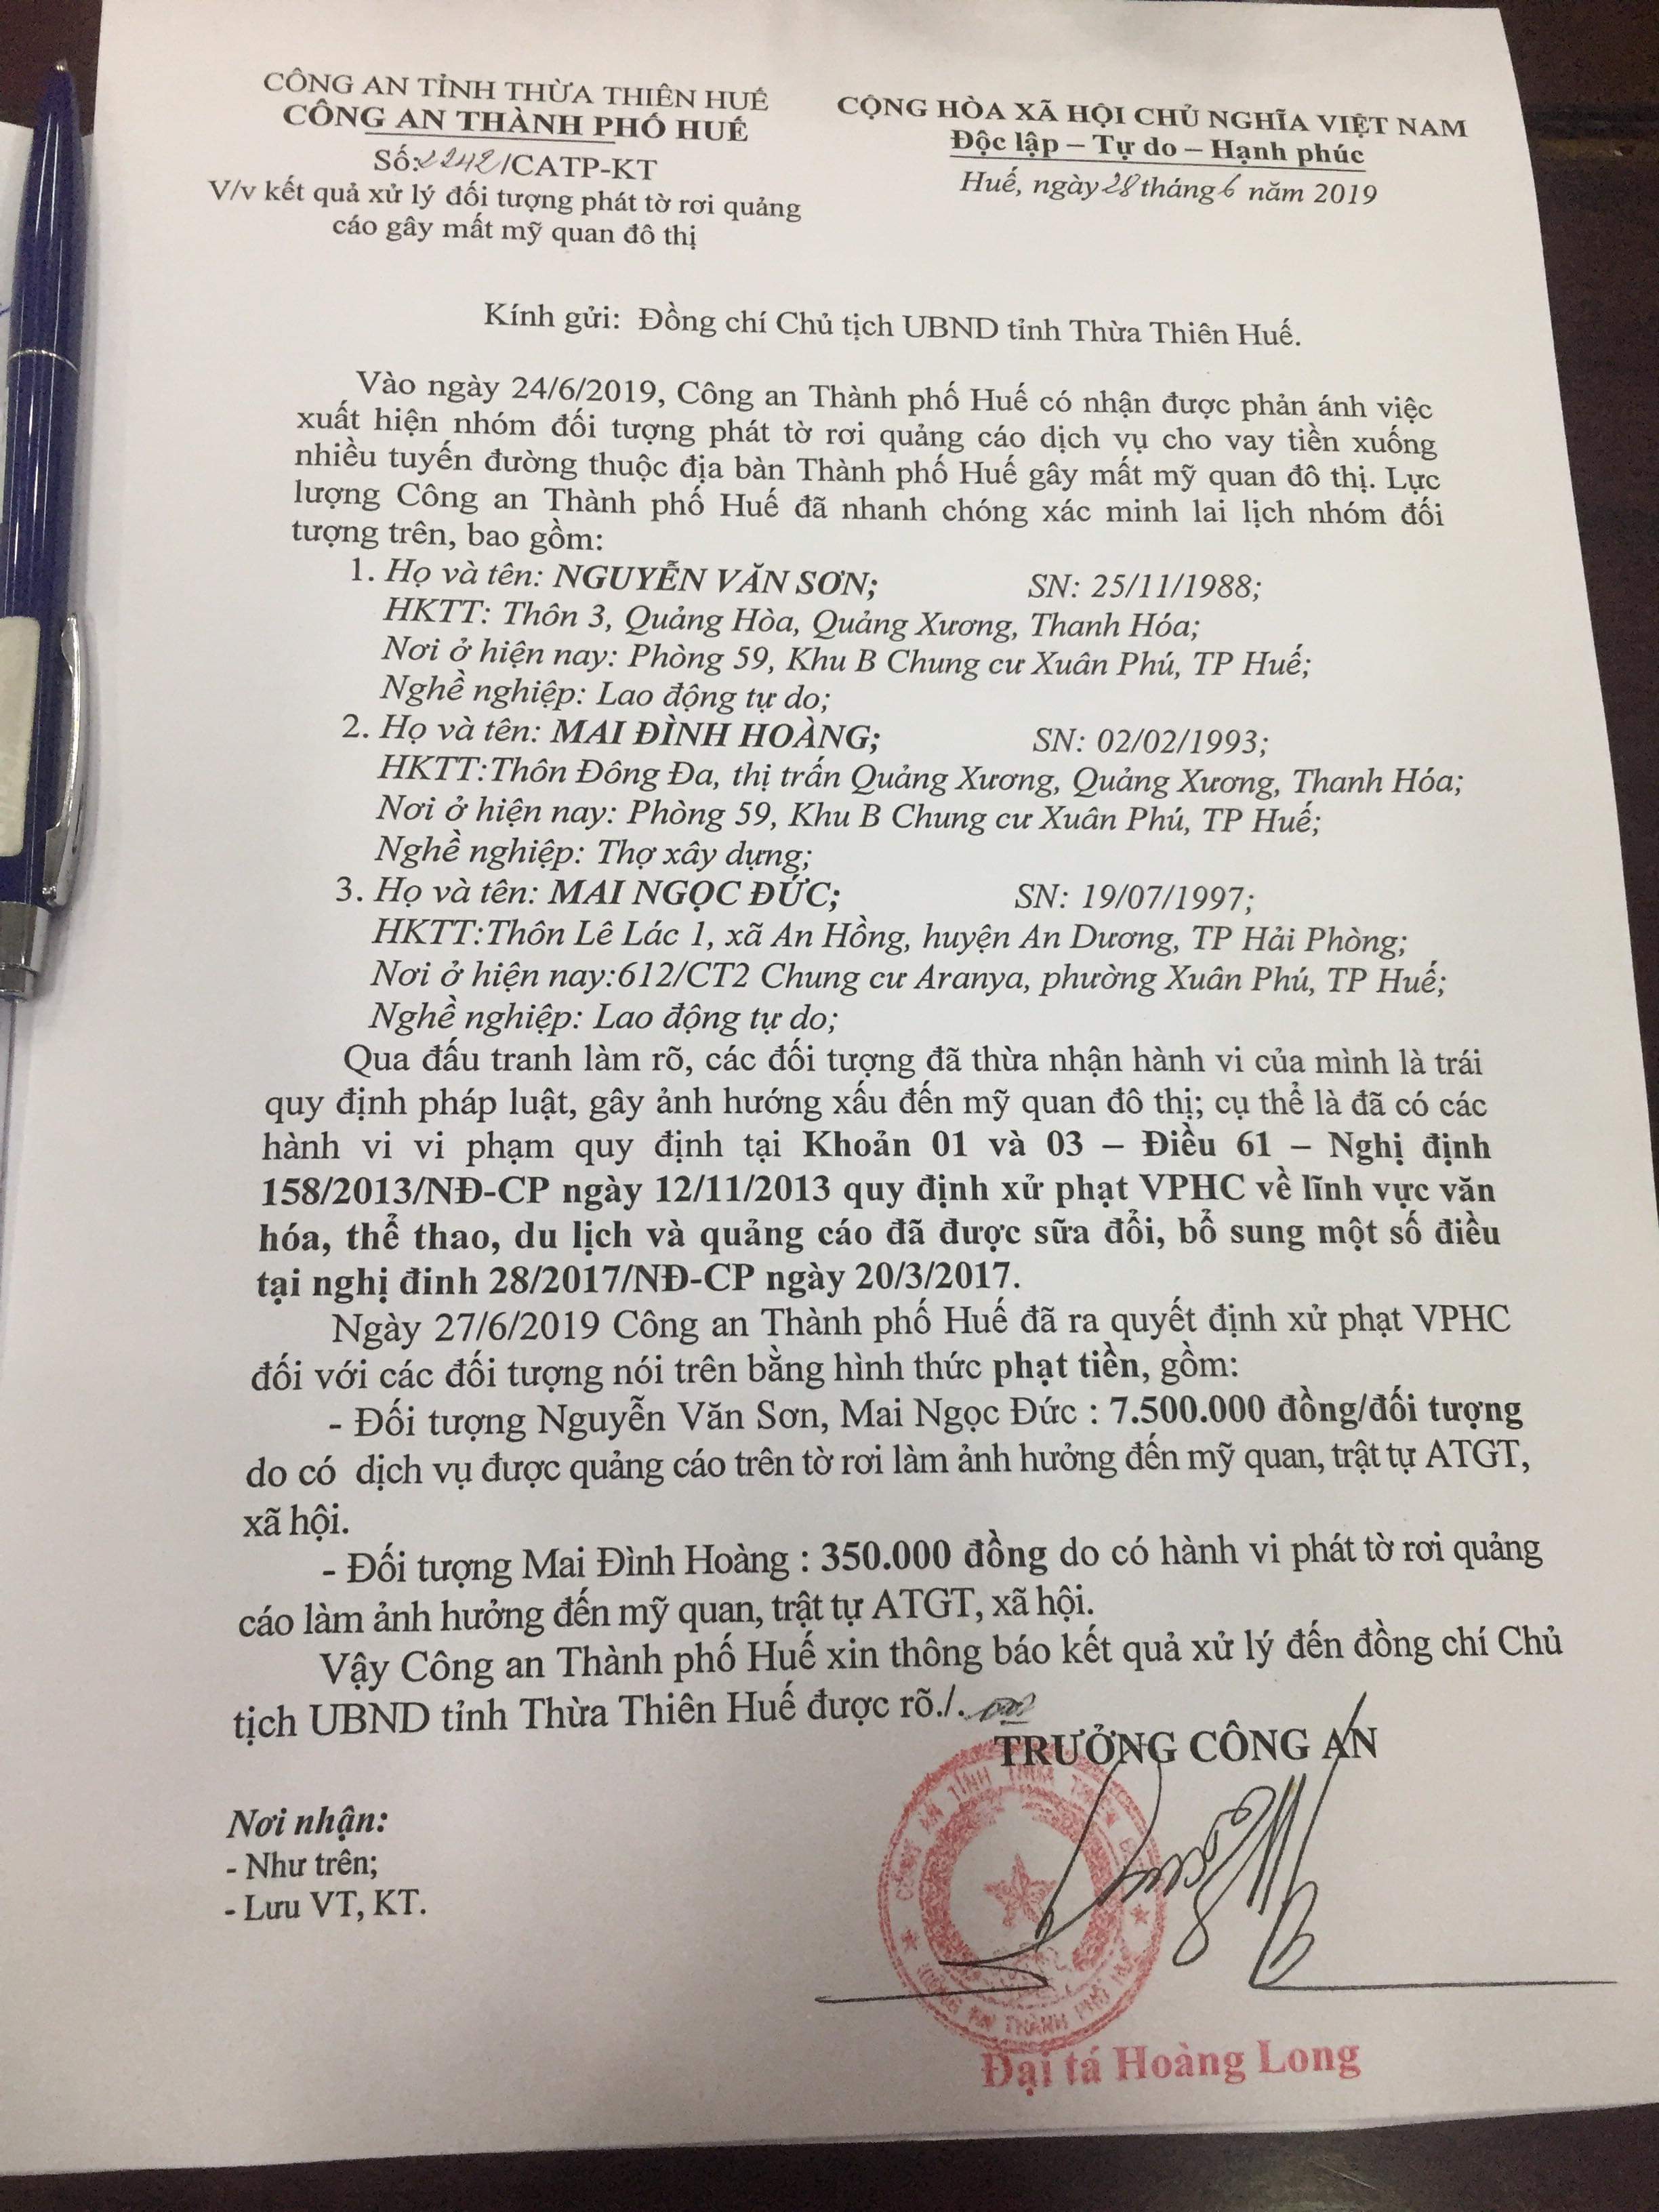 CÔNG AN TỈNH THỪA THIÊN HUẾ
CÔNG AN THÀNH PHỐ HUẾ
Số:2242/CATP-KT
V/v kết quả xử lý đối tượng phát tờ rơi quảng
cáo gây mất mỹ quan đô thị
CỘNG HÒA XÃ HỘI CHỦ NGHĨA VIỆT NAM
Độc lập – Tự do – Hạnh phúc
Huế, ngày 28 tháng 6 năm 2019
Kính gửi: Đồng chí Chủ tịch UBND tỉnh Thừa Thiên Huế.
Vào ngày 24/6/2019, Công an Thành phố Huế có nhận được phản ánh việc
xuất hiện nhóm đối tượng phát tờ rơi quảng cáo dịch vụ cho vay tiền xuống
nhiều tuyến đường thuộc địa bàn Thành phố Huế gây mất mỹ quan đô thị. Lực
lượng Công an Thành phố Huế đã nhanh chóng xác minh lai lịch nhóm đối
tượng trên, bao gồm:
1. Họ và tên: NGUYỄN VĂN SƠN; SN: 25/11/1988;
HKTT: Thôn 3, Quảng Hòa, Quảng Xương, Thanh Hóa;
Nơi ở hiện nay: Phòng 59, Khu B Chung cư Xuân Phú, TP Huế;
Nghề nghiệp: Lao động tự do;
2. Họ và tên: MAI ĐÌNH HOÀNG; SN: 02/02/1993;
HKTT:Thôn Đông Đa, thị trấn Quảng Xương, Quảng Xương, Thanh Hóa;
Nơi ở hiện nay: Phòng 59, Khu B Chung cư Xuân Phú, TP Huế;
Nghề nghiệp: Thợ xây dựng;
3. Họ và tên: MAI NGỌC ĐỨC; SN: 19/07/1997;
HKTT:Thôn Lê Lác 1, xã An Hồng, huyện An Dương, TP Hải Phòng;
Nơi ở hiện nay:612/CT2 Chung cư Aranya, phường Xuân Phú, TP Huế;
Nghề nghiệp: Lao động tự do;
Qua đấu tranh làm rõ, các đối tượng đã thừa nhận hành vi của mình là trái
quy định pháp luật, gây ảnh hướng xấu đến mỹ quan đô thị; cụ thể là đã có các
hành vi vi phạm quy định tại Khoản 01 và 03 – Điều 61 – Nghị định
158/2013/NĐ-CP ngày 12/11/2013 quy định xử phạt VPHC về lĩnh vực văn
hóa, thể thao, du lịch và quảng cáo đã được sữa đổi, bổ sung một số điều
tại nghị đinh 28/2017/NĐ-CP ngày 20/3/2017.
Ngày 27/6/2019 Công an Thành phố Huế đã ra quyết định xử phạt VPHC
đối với các đối tượng nói trên bằng hình thức phạt tiền, gồm:
- Đối tượng Nguyễn Văn Sơn, Mai Ngọc Đức : 7.500.000 đồng/đối tượng
do có dịch vụ được quảng cáo trên tờ rơi làm ảnh hưởng đến mỹ quan, trật tự ATGT,
xã hội.
- Đối tượng Mai Đình Hoàng : 350.000 đồng do có hành vi phát tờ rơi quảng
cáo làm ảnh hưởng đến mỹ quan, trật tự ATGT, xã hội.
Vậy Công an Thành phố Huế xin thông báo kết quả xử lý đến đồng chí Chủ
tịch UBND tỉnh Thừa Thiên Huế được rõ./.
TRƯỞNG CÔNG AN
Nơi nhận:
- Như trên;
- Lưu VT, KT.
CÔNG AN TỈNH THỪA THIÊN HUẾ
CÔNG AN THÀNH PHỐ HUẾ
Đại tá Hoàng Long